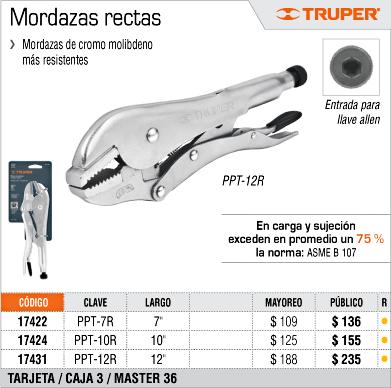 Mordazas rectas
TRUPER®
Mordazas de cromo molibdeno
más resistentes
Entrada para
llave allen
TRUPER
PPT-12R
En carga y sujeción
exceden en promedio un 75 %
la norma: ASME B 107
CÓDIGO CLAVE LARGO MAYOREO PÚBLICO R
17422 PPT-7R 7" $ 109 $ 136
17424 PPT-10R 10" $ 125 $ 155
17431 PPT-12R 12" $ 188 $ 235
TARJETA / CAJA 3 / MASTER 36